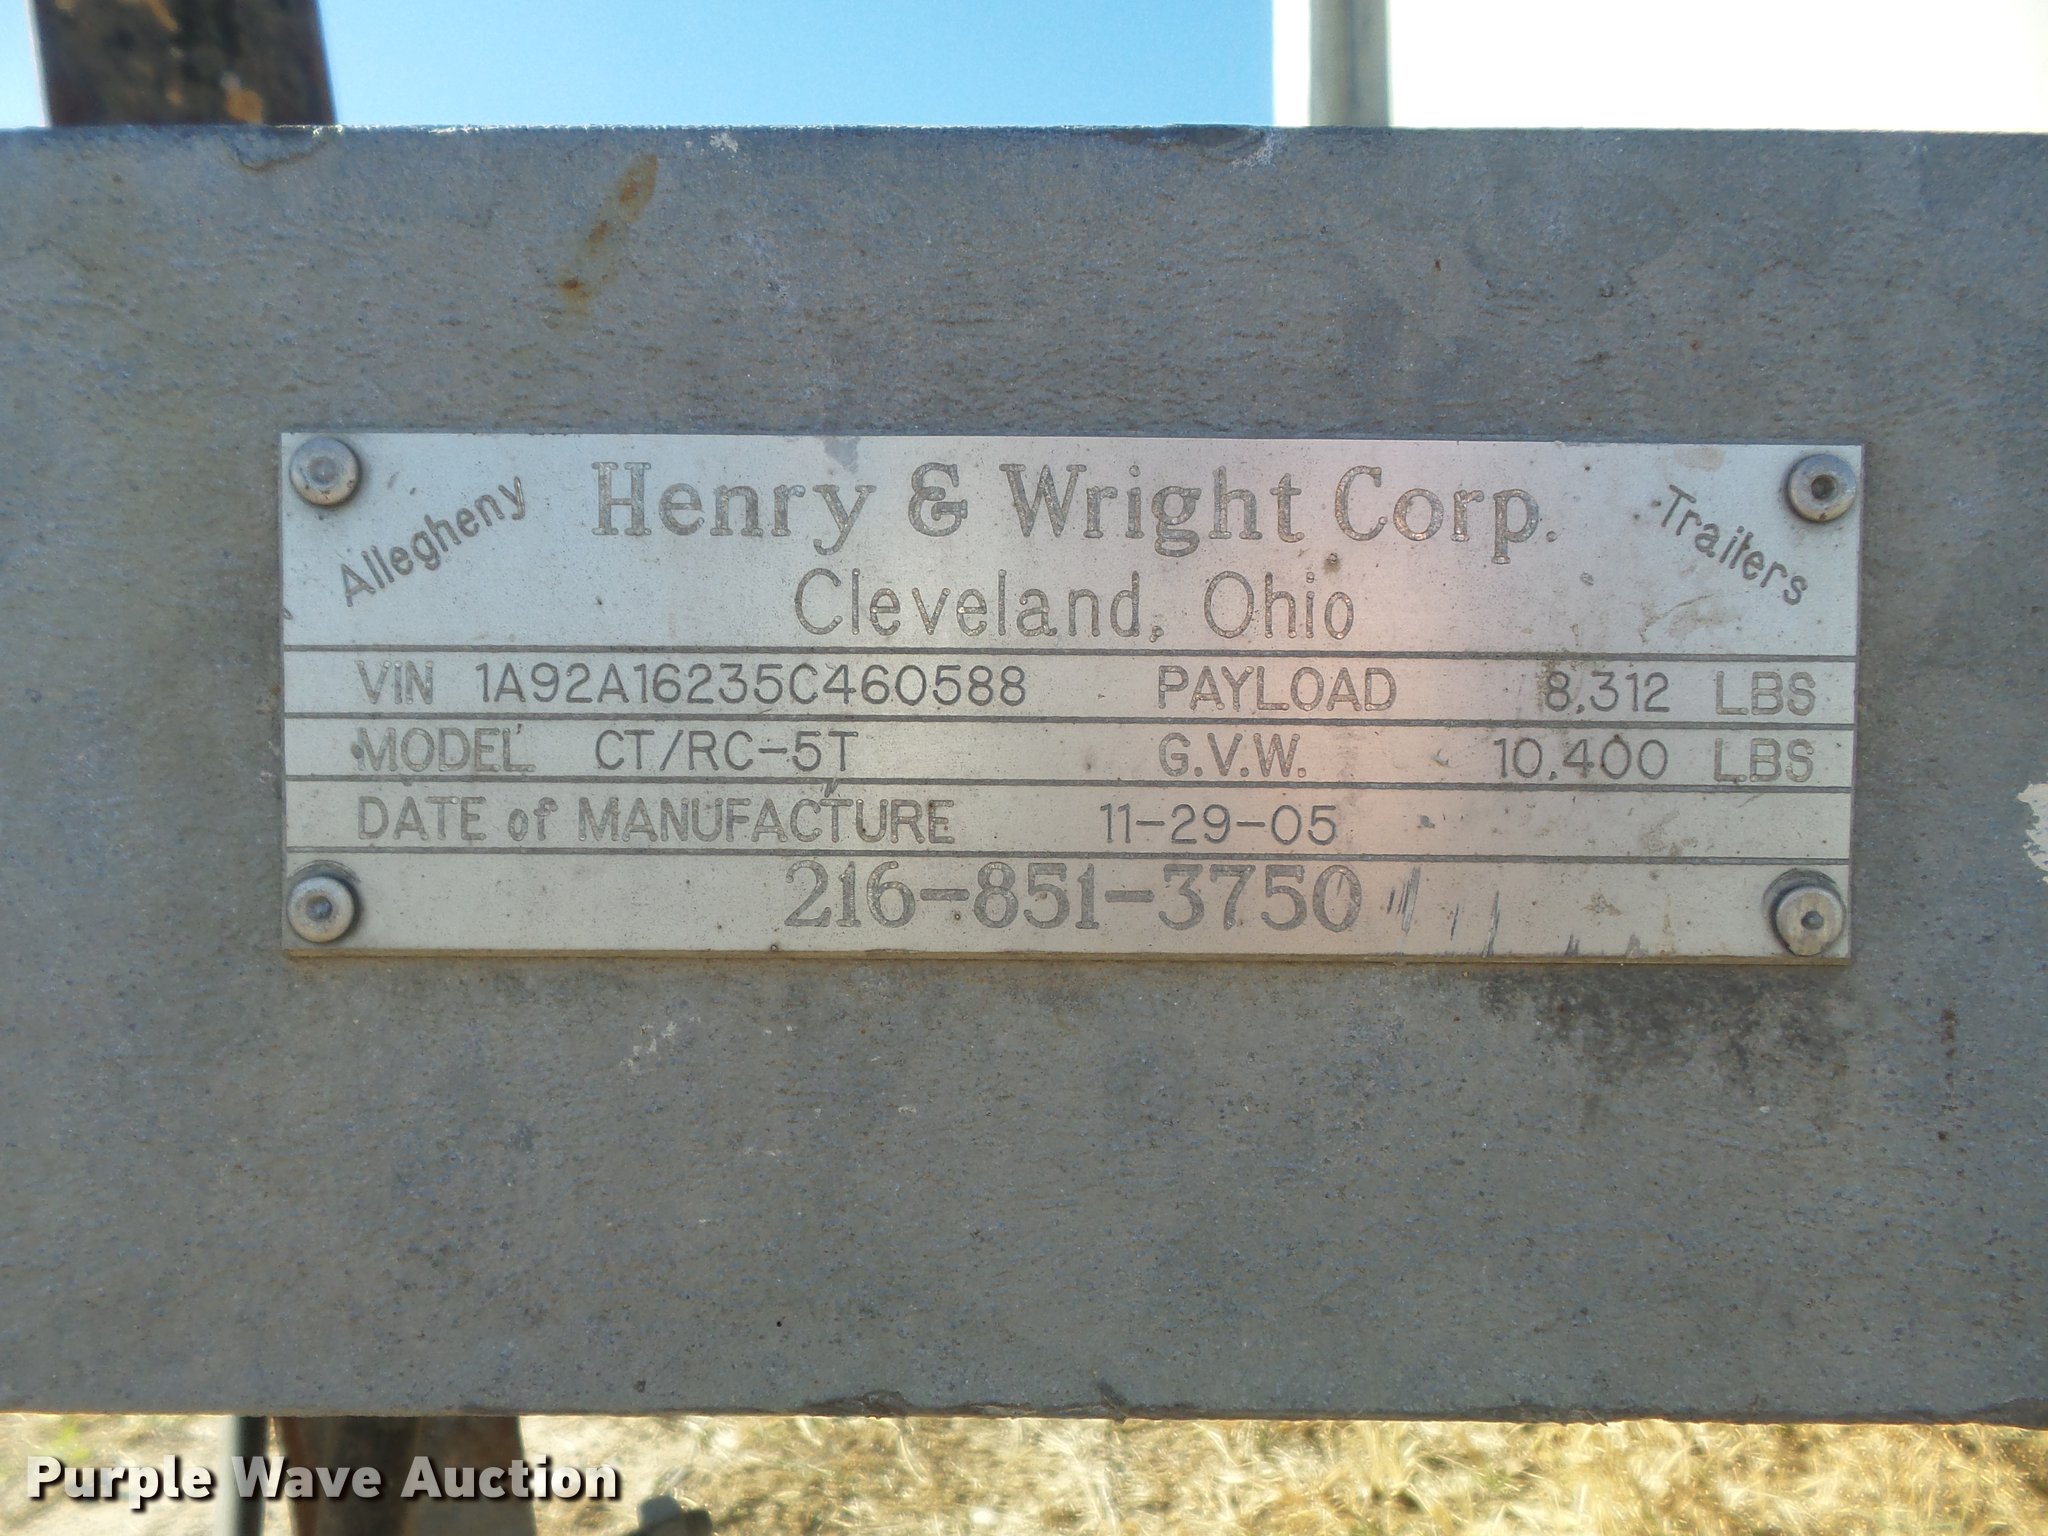 Allegheny Henry & Wright Corp. Trailers
Cleveland, Ohio
VIN 1A92A16235C460588 PAYLOAD 8,312 LBS
MODEL CT/RC-5T G.V.W. 10,400 LBS
DATE of MANUFACTURE 11-29-05
216-851-3750
Purple Wave Auction